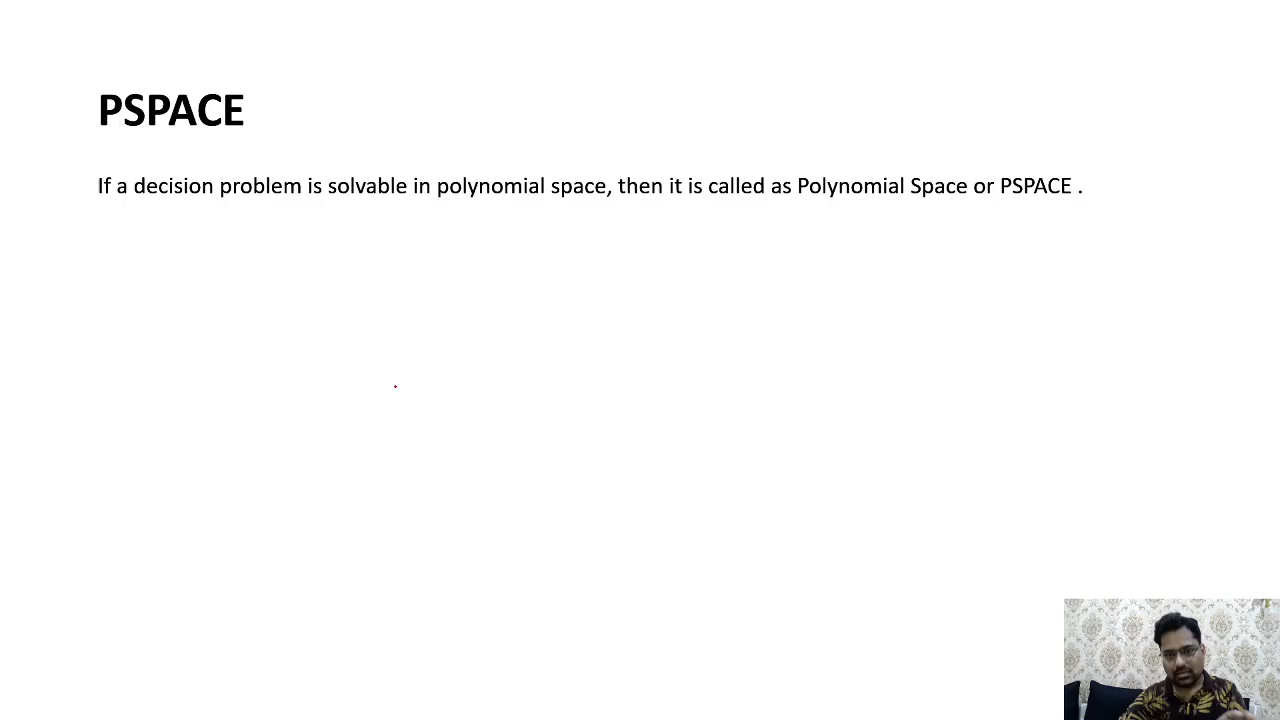 PSPACE
If a decision problem is solvable in polynomial space, then it is called as Polynomial Space or PSPACE .